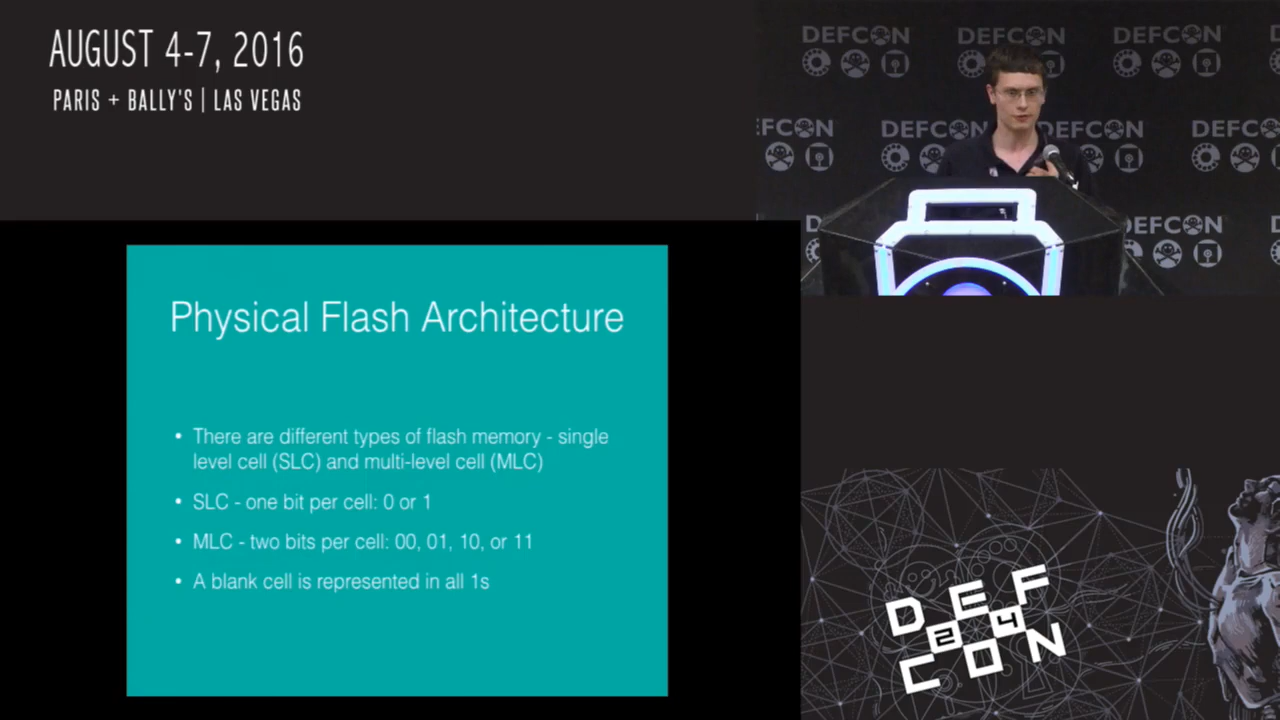 AUGUST 4-7, 2016
PARIS + BALLY'S | LAS VEGAS
DEFCON DEFCON DEFCON
FCON DEFCON DEFCON DEFC
DEFCON
Physical Flash Architecture
• There are different types of flash memory - single
level cell (SLC) and multi-level cell (MLC)
• SLC - one bit per cell: 0 or 1
• MLC - two bits per cell: 00, 01, 10, or 11
• A blank cell is represented in all 1s
DEF
24
CON